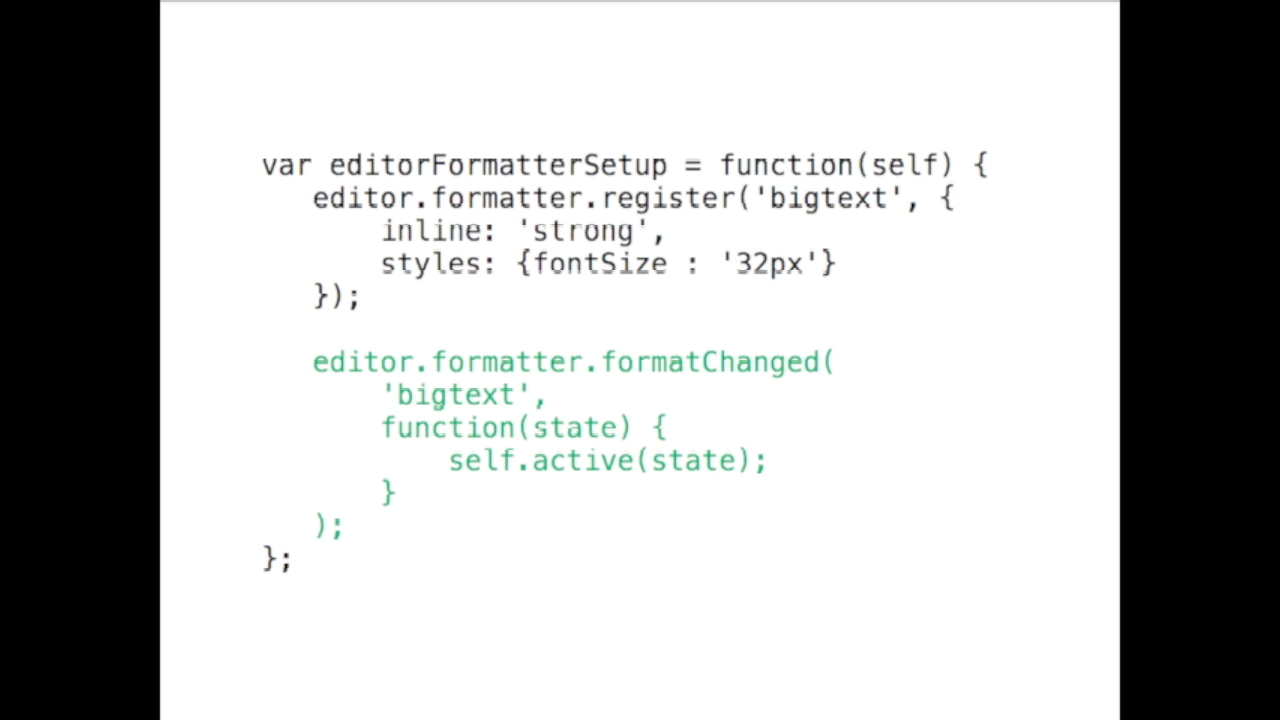 var editorFormatterSetup = function(self) {
   editor.formatter.register('bigtext', {
       inline: 'strong',
       styles: {fontSize : '32px'}
   });

   editor.formatter.formatChanged(
       'bigtext',
       function(state) {
           self.active(state);
       }
   );
};